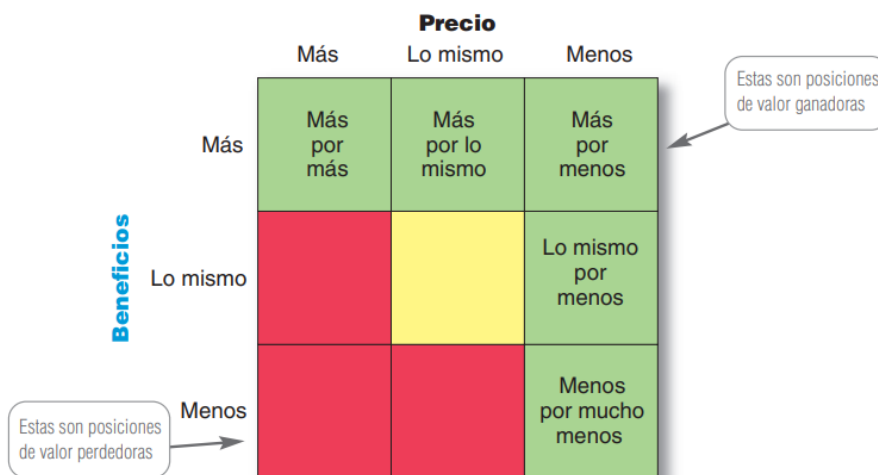 Precio
Más
Lo mismo
Menos
Estas son posiciones
de valor ganadoras
Más
Más
por
más
Más
por lo
mismo
Más
por
menos
Beneficios
Lo mismo
Lo mismo
por
menos
Menos
Menos
por mucho
menos
Estas son posiciones
de valor perdedoras